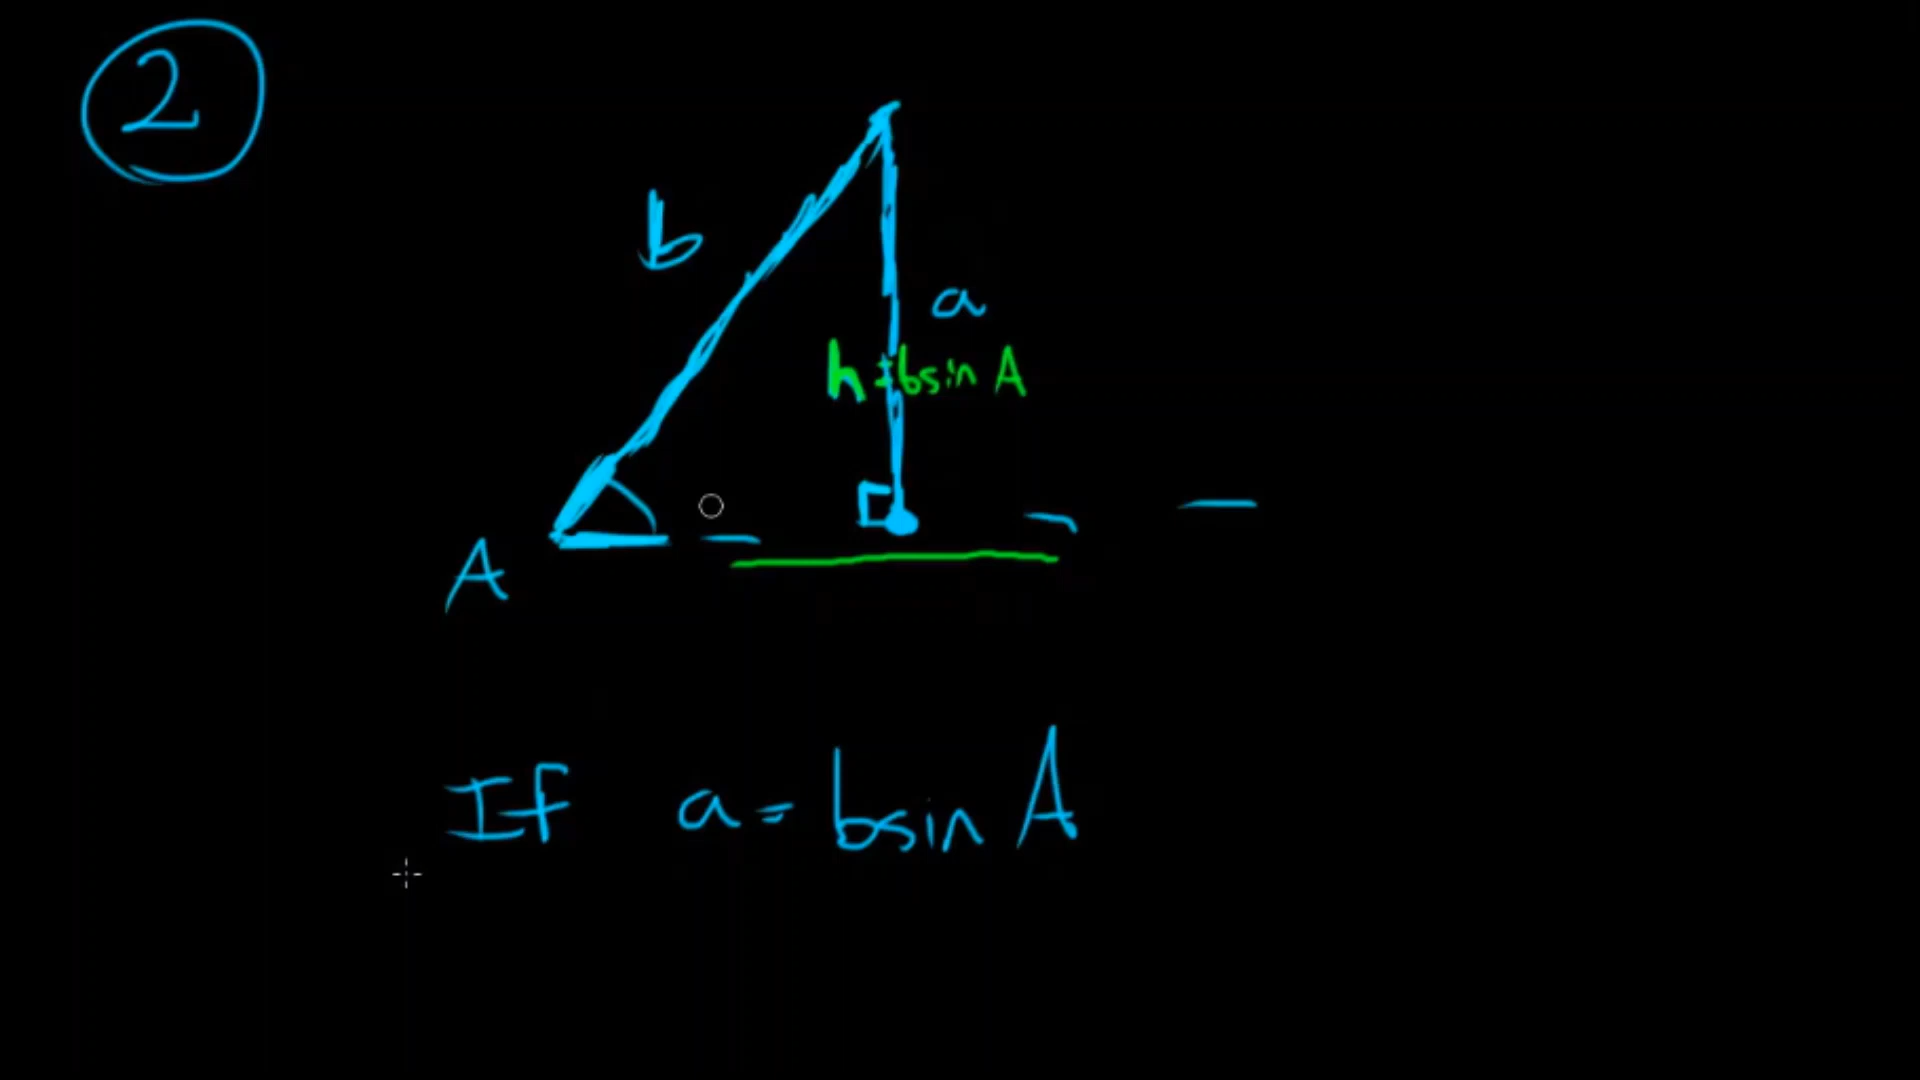 2
b
a
h = bsin A
A
If a = bsin A